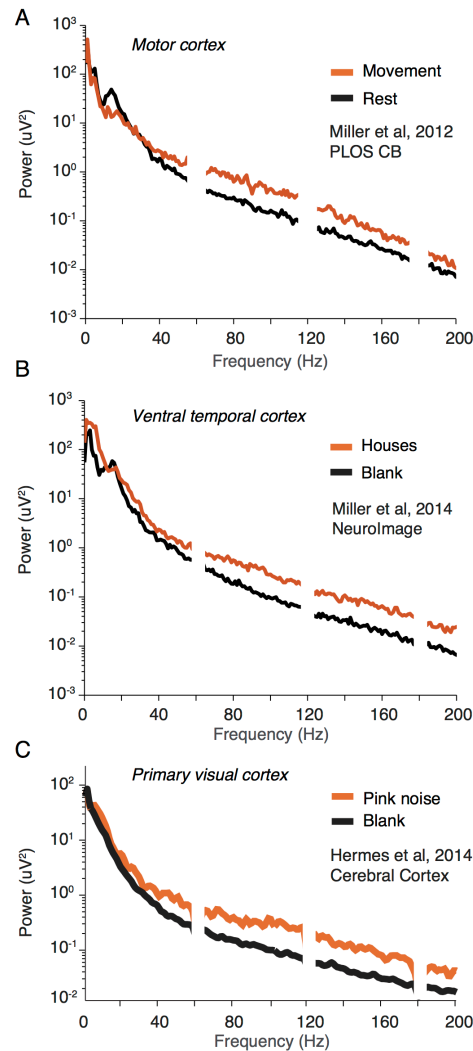 A
Motor cortex
10³
10²
10¹
10⁰
10⁻¹
10⁻²
10⁻³
Power (uV²)
Movement
Rest
Miller et al, 2012
PLOS CB
0 40 80 120 160 200
Frequency (Hz)
B
Ventral temporal cortex
10³
10²
10¹
10⁰
10⁻¹
10⁻²
10⁻³
Power (uV²)
Houses
Blank
Miller et al, 2014
NeuroImage
0 40 80 120 160 200
Frequency (Hz)
C
Primary visual cortex
10²
10¹
10⁰
10⁻¹
10⁻²
Power (uV²)
Pink noise
Blank
Hermes et al, 2014
Cerebral Cortex
0 40 80 120 160 200
Frequency (Hz)